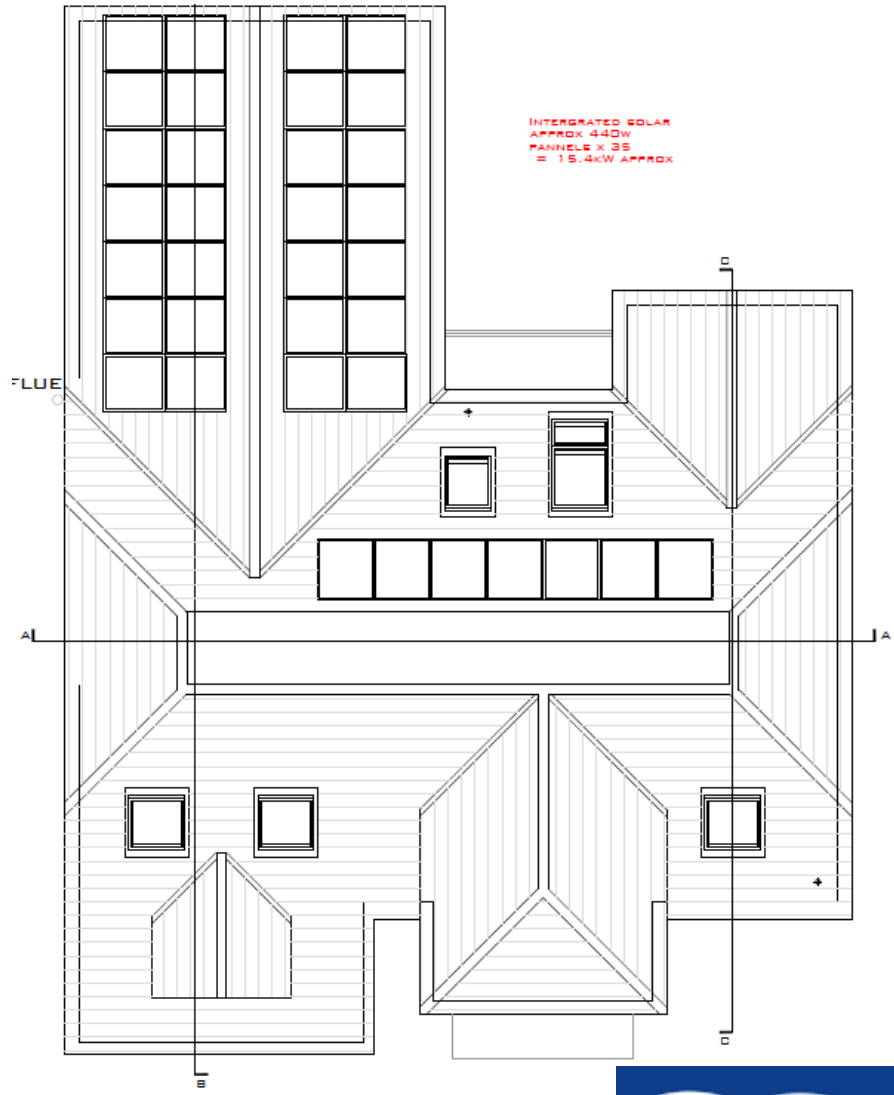 INTERGRATED SOLAR
APPROX 440W
PANNELS X 35
= 15.4KW APPROX
C
FLUE
A
A
C
B